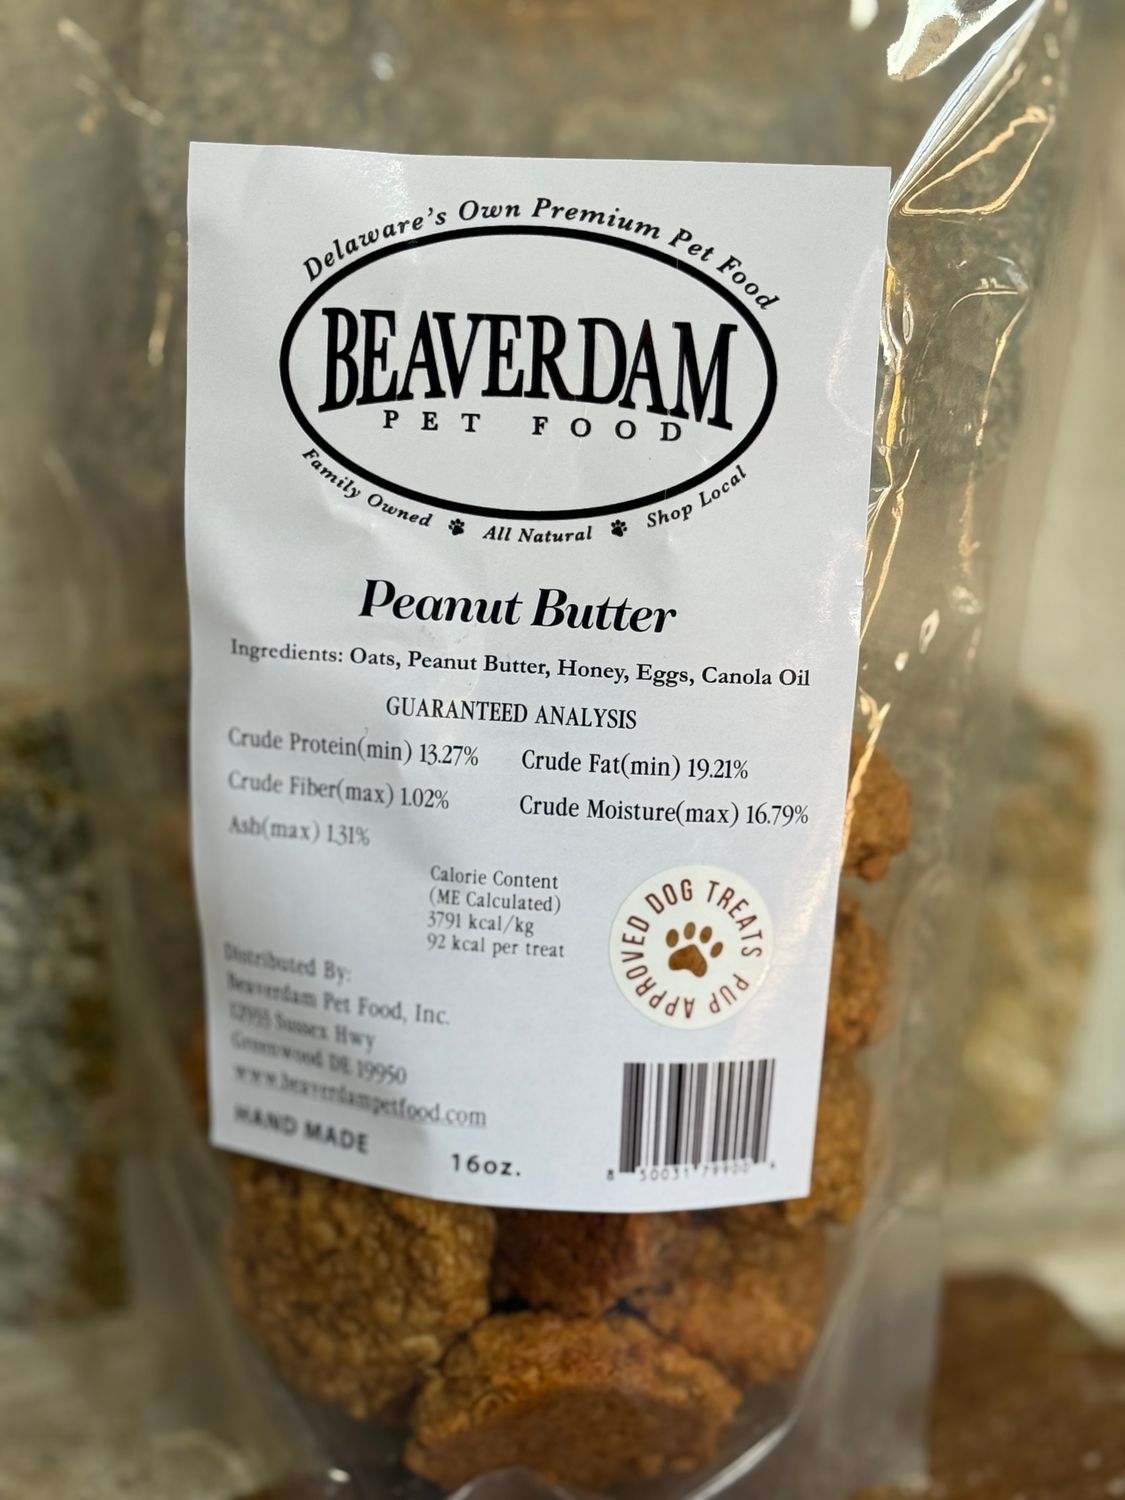 Delaware's Own Premium Pet Food
BEAVERDAM
PET FOOD
Family Owned All Natural Shop Local
Peanut Butter
Ingredients: Oats, Peanut Butter, Honey, Eggs, Canola Oil
GUARANTEED ANALYSIS
Crude Protein(min) 13.27% Crude Fat(min) 19.21%
Crude Fiber(max) 1.02% Crude Moisture(max) 16.79%
Ash(max) 1.31%
Calorie Content
(ME Calculated)
3791 kcal/kg
92 kcal per treat
PUP APPROVED DOG TREATS
Distributed By:
Beaverdam Pet Food, Inc.
Sussex Hwy
Greenwood DE 19950
www.beaverdampetfood.com
HAND MADE
16oz.
8 50031